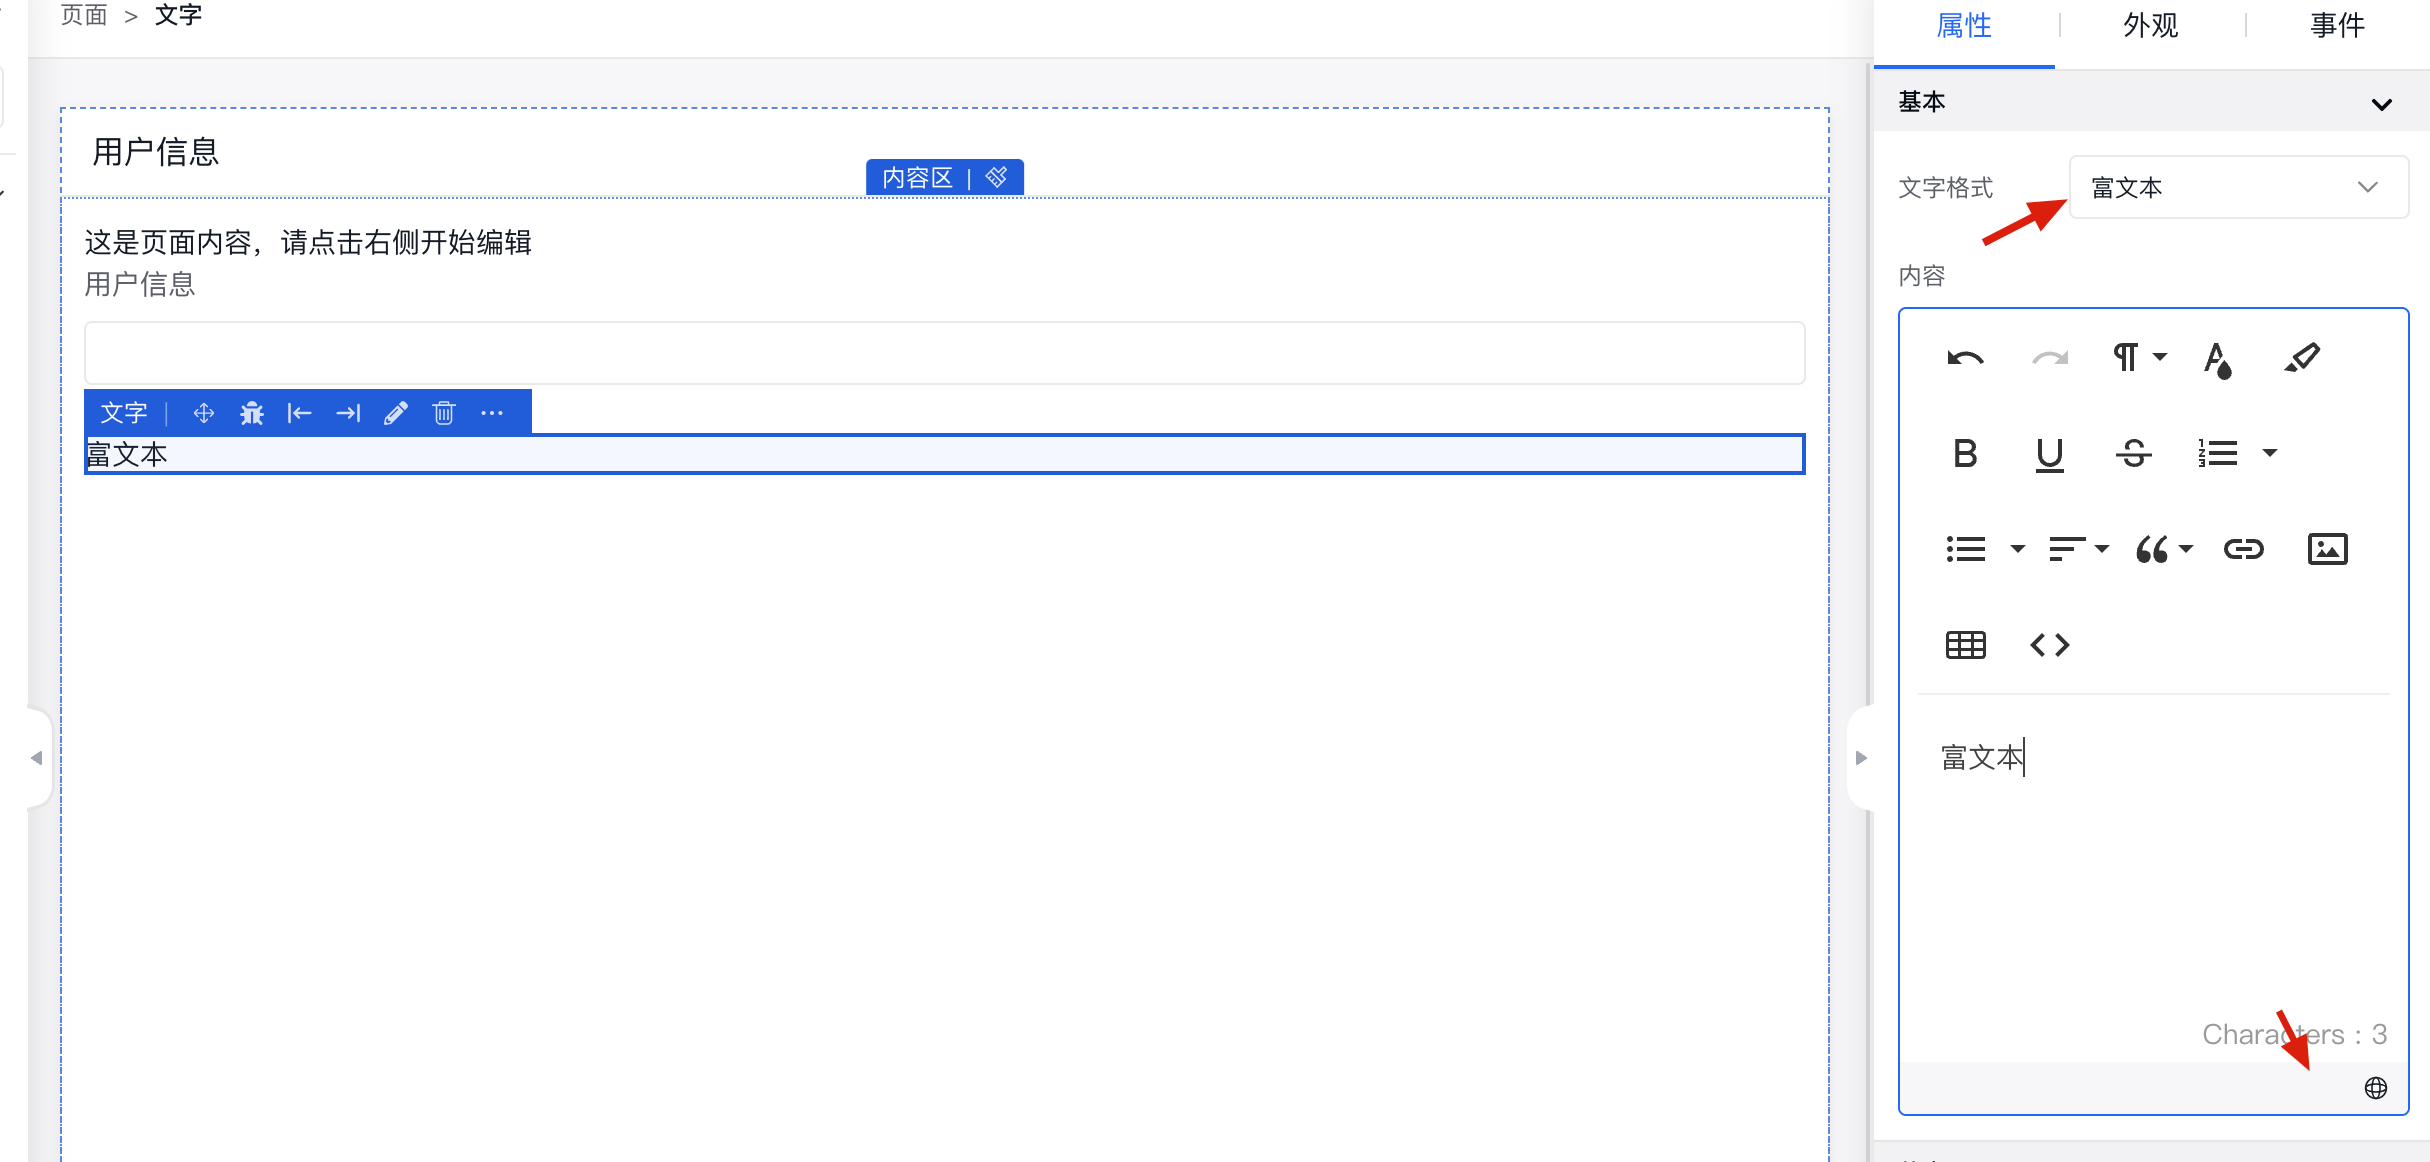 页面 > 文字
用户信息
内容区
这是页面内容，请点击右侧开始编辑
用户信息
文字
富文本
属性
外观
事件
基本
文字格式
富文本
内容
富文本
Characters : 3